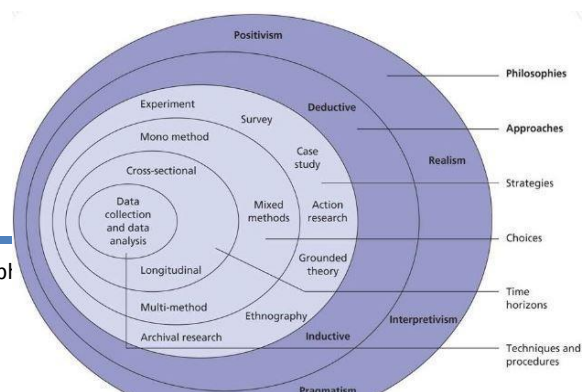 Positivism
Philosophies
Experiment
Deductive
Survey
Approaches
Mono method
Case
study
Realism
Cross-sectional
Strategies
Data
collection
and data
analysis
Mixed
methods
Action
research
Choices
Longitudinal
Grounded
theory
Time
horizons
Multi-method
Ethnography
Interpretivism
Archival research
Inductive
Techniques and
procedures
Pragmatism